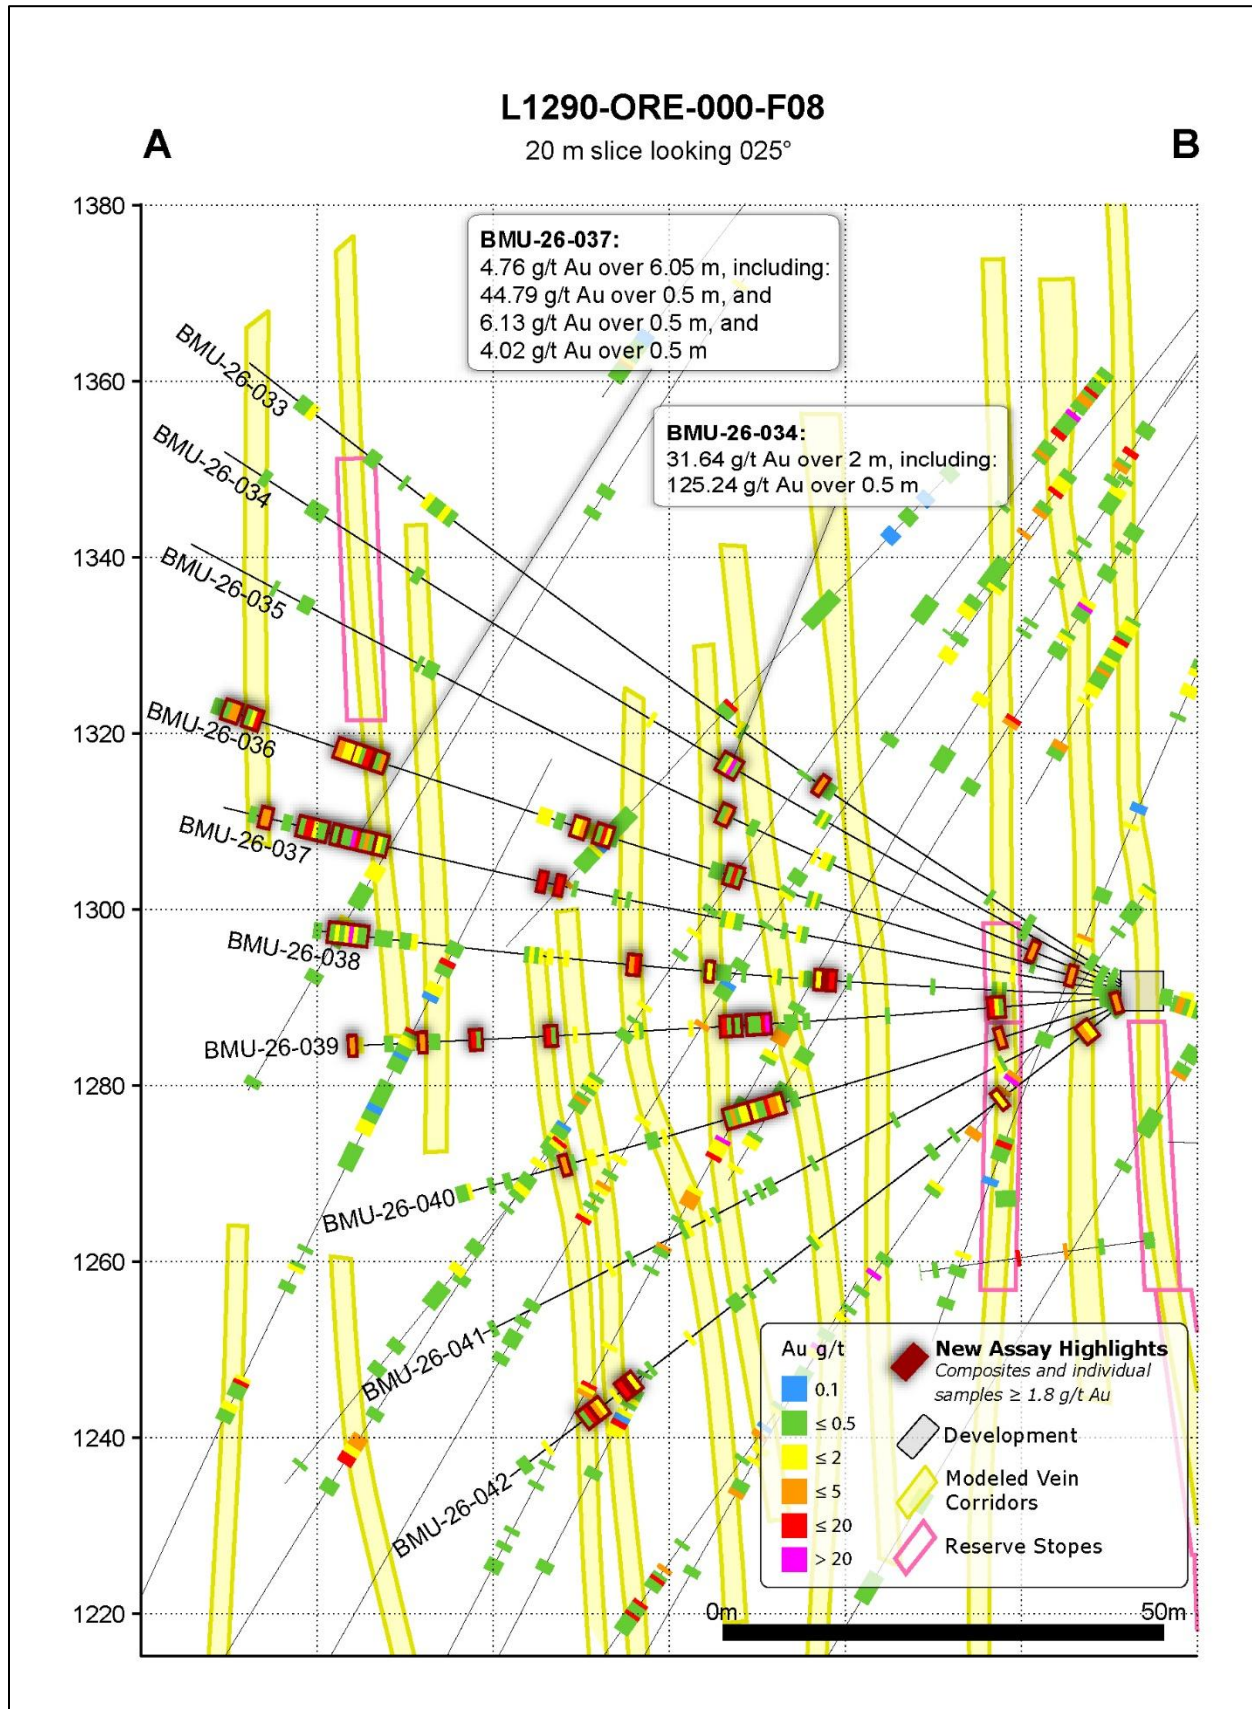 L1290-ORE-000-F08
A
B
20 m slice looking 025°
1380
1360
1340
1320
1300
1280
1260
1240
1220
BMU-26-037:
4.76 g/t Au over 6.05 m, including:
44.79 g/t Au over 0.5 m, and
6.13 g/t Au over 0.5 m, and
4.02 g/t Au over 0.5 m
BMU-26-034:
31.64 g/t Au over 2 m, including:
125.24 g/t Au over 0.5 m
BMU-26-033
BMU-26-034
BMU-26-035
BMU-26-036
BMU-26-037
BMU-26-038
BMU-26-039
BMU-26-040
BMU-26-041
BMU-26-042
Au g/t
0.1
≤ 0.5
≤ 2
≤ 5
≤ 20
> 20
New Assay Highlights
Composites and individual
samples ≥ 1.8 g/t Au
Development
Modeled Vein
Corridors
Reserve Stopes
0m
50m